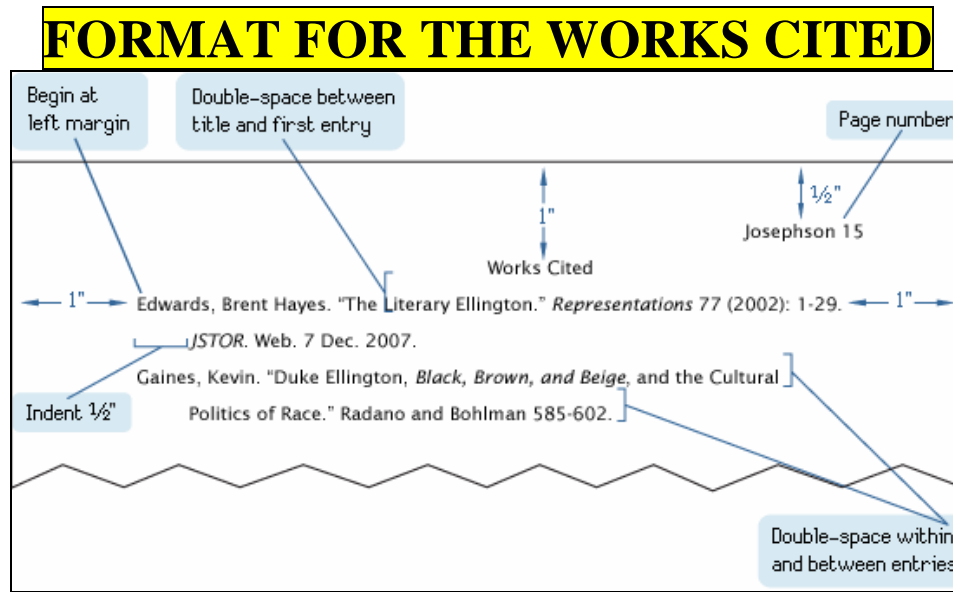 FORMAT FOR THE WORKS CITED
Begin at
left margin
Double-space between
title and first entry
Page number
1"
½"
Josephson 15
Works Cited
1"
Edwards, Brent Hayes. “The Literary Ellington.” Representations 77 (2002): 1-29.
1"
JSTOR. Web. 7 Dec. 2007.
Gaines, Kevin. “Duke Ellington, Black, Brown, and Beige, and the Cultural
Indent ½"
Politics of Race.” Radano and Bohlman 585-602.
Double-space within
and between entries